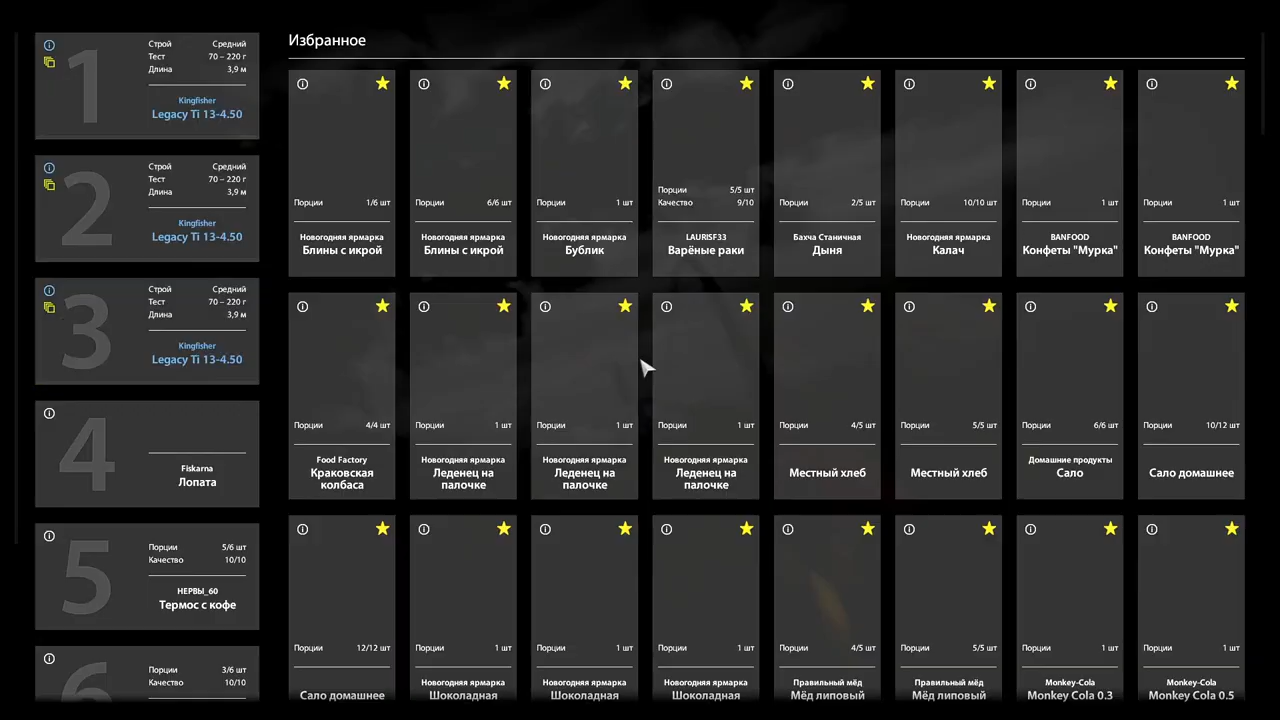 Избранное
1
Строй Средний
Тест 70 – 220 г
Длина 3,9 м
Kingfisher
Legacy Ti 13-4.50
2
Строй Средний
Тест 70 – 220 г
Длина 3,9 м
Kingfisher
Legacy Ti 13-4.50
3
Строй Средний
Тест 70 – 220 г
Длина 3,9 м
Kingfisher
Legacy Ti 13-4.50
4
Fiskarna
Лопата
5
Порции 5/6 шт
Качество 10/10
НЕРВЫ_60
Термос с кофе
6
Порции 3/6 шт
Качество 10/10
Порции 1/6 шт
Новогодняя ярмарка
Блины с икрой
Порции 6/6 шт
Новогодняя ярмарка
Блины с икрой
Порции 1 шт
Новогодняя ярмарка
Бублик
Порции 5/5 шт
Качество 9/10
LAURISF33
Варёные раки
Порции 2/5 шт
Бахча Станичная
Дыня
Порции 10/10 шт
Новогодняя ярмарка
Калач
Порции 1 шт
BANFOOD
Конфеты "Мурка"
Порции 1 шт
BANFOOD
Конфеты "Мурка"
Порции 4/4 шт
Food Factory
Краковская
колбаса
Порции 1 шт
Новогодняя ярмарка
Леденец на
палочке
Порции 1 шт
Новогодняя ярмарка
Леденец на
палочке
Порции 1 шт
Новогодняя ярмарка
Леденец на
палочке
Порции 4/5 шт
Местный хлеб
Порции 5/5 шт
Местный хлеб
Порции 6/6 шт
Домашние продукты
Сало
Порции 10/12 шт
Сало домашнее
Порции 12/12 шт
Сало домашнее
Порции 1 шт
Новогодняя ярмарка
Шоколадная
Порции 1 шт
Новогодняя ярмарка
Шоколадная
Порции 1 шт
Новогодняя ярмарка
Шоколадная
Порции 4/5 шт
Правильный мёд
Мёд липовый
Порции 5/5 шт
Правильный мёд
Мёд липовый
Порции 1 шт
Monkey-Cola
Monkey Cola 0.3
Порции 1 шт
Monkey-Cola
Monkey Cola 0.5